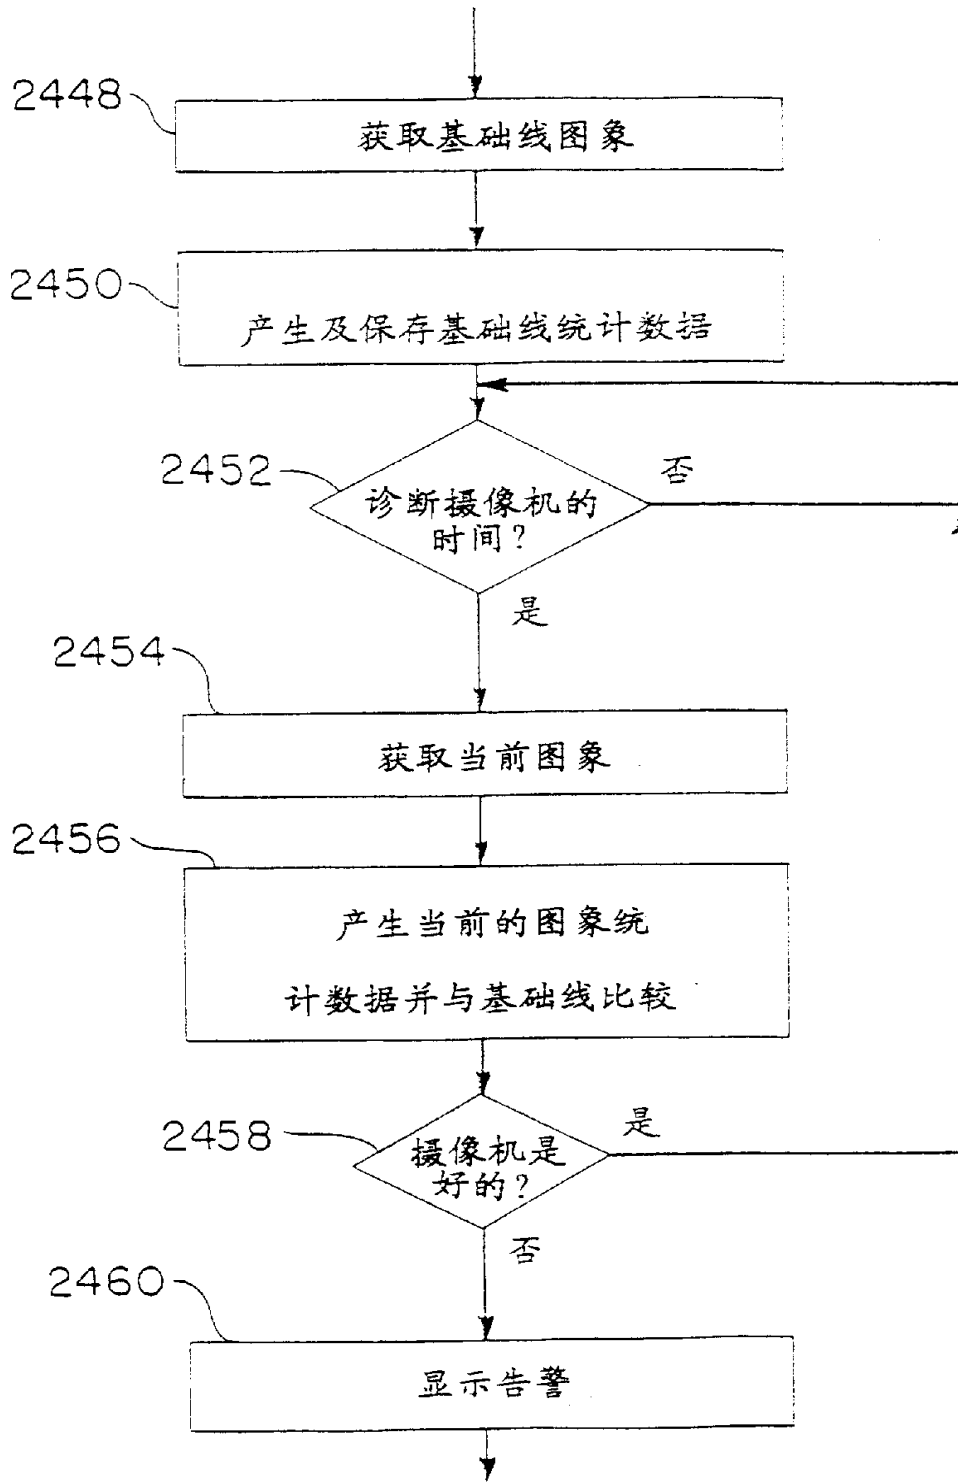 2448
获取基础线图象
2450
产生及保存基础线统计数据
2452
否
诊断摄像机的
时间?
是
2454
获取当前图象
2456
产生当前的图象统
计数据并与基础线比较
2458
是
摄像机是
好的?
否
2460
显示告警